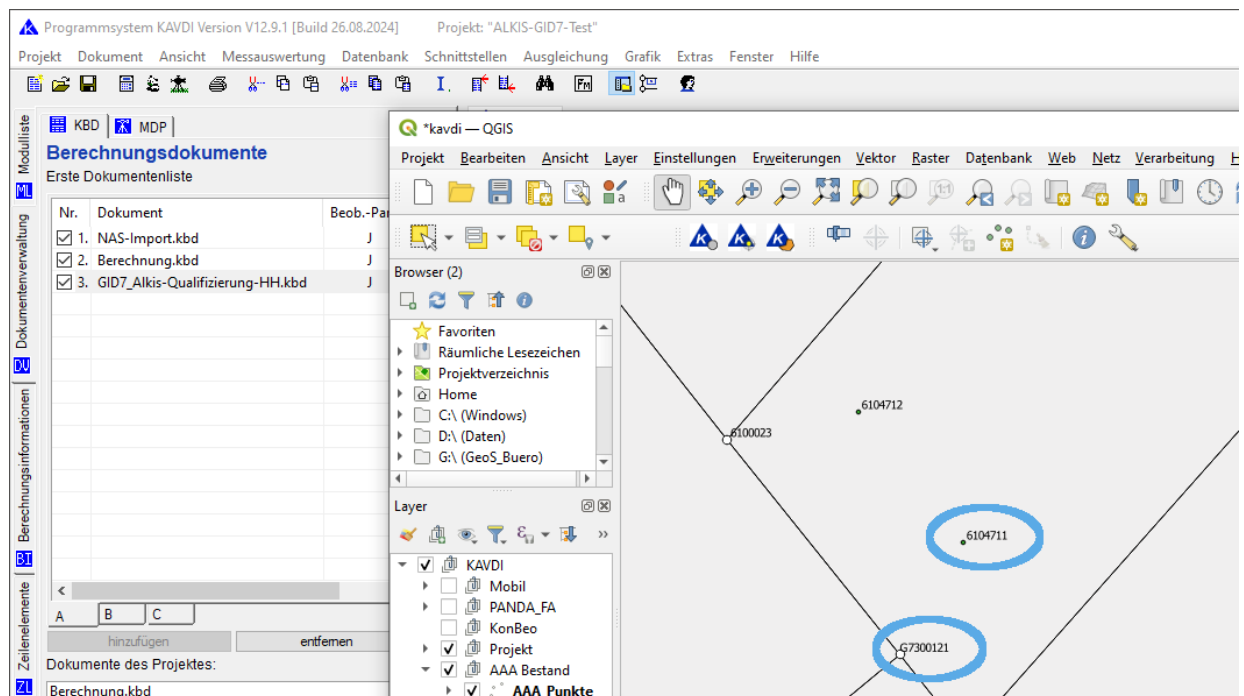 Programmsystem KAVDI Version V12.9.1 [Build 26.08.2024] Projekt: "ALKIS-GID7-Test"
Projekt Dokument Ansicht Messauswertung Datenbank Schnittstellen Ausgleichung Grafik Extras Fenster Hilfe
FM
Modulliste
ML
Dokumentenverwaltung
DV
Berechnungsinformationen
BI
Zeilenelemente
ZL
KBD MDP
Berechnungsdokumente
Erste Dokumentenliste
Nr. Dokument Beob.-Par
1. NAS-Import.kbd J
2. Berechnung.kbd J
3. GID7_Alkis-Qualifizierung-HH.kbd J
A B C
hinzufügen entfernen
Dokumente des Projektes:
Berechnung.kbd
*kavdi — QGIS
Projekt Bearbeiten Ansicht Layer Einstellungen Erweiterungen Vektor Raster Datenbank Web Netz Verarbeitung H
Browser (2)
Favoriten
Räumliche Lesezeichen
Projektverzeichnis
Home
C:\ (Windows)
D:\ (Daten)
G:\ (GeoS_Buero)
Layer
KAVDI
Mobil
PANDA_FA
KonBeo
Projekt
AAA Bestand
AAA Punkte
6104712
6100023
6104711
G7300121